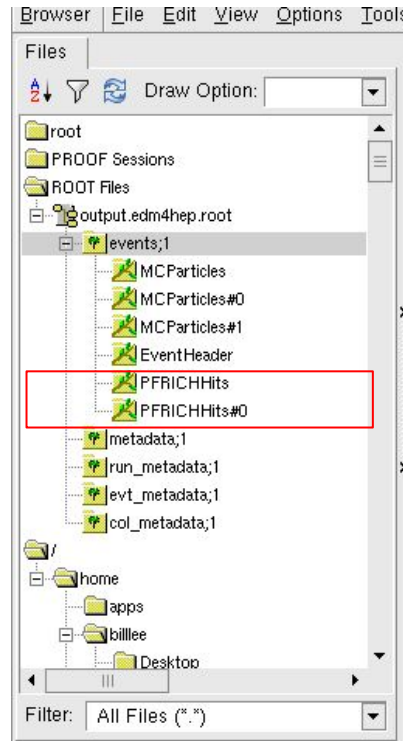 Browser File Edit View Options Tools
Files
Draw Option:
root
PROOF Sessions
ROOT Files
output.edm4hep.root
events;1
MCParticles
MCParticles#0
MCParticles#1
EventHeader
PFRICHHits
PFRICHHits#0
metadata;1
run_metadata;1
evt_metadata;1
col_metadata;1
/
home
apps
billlee
Desktop
Filter: All Files (*.*)